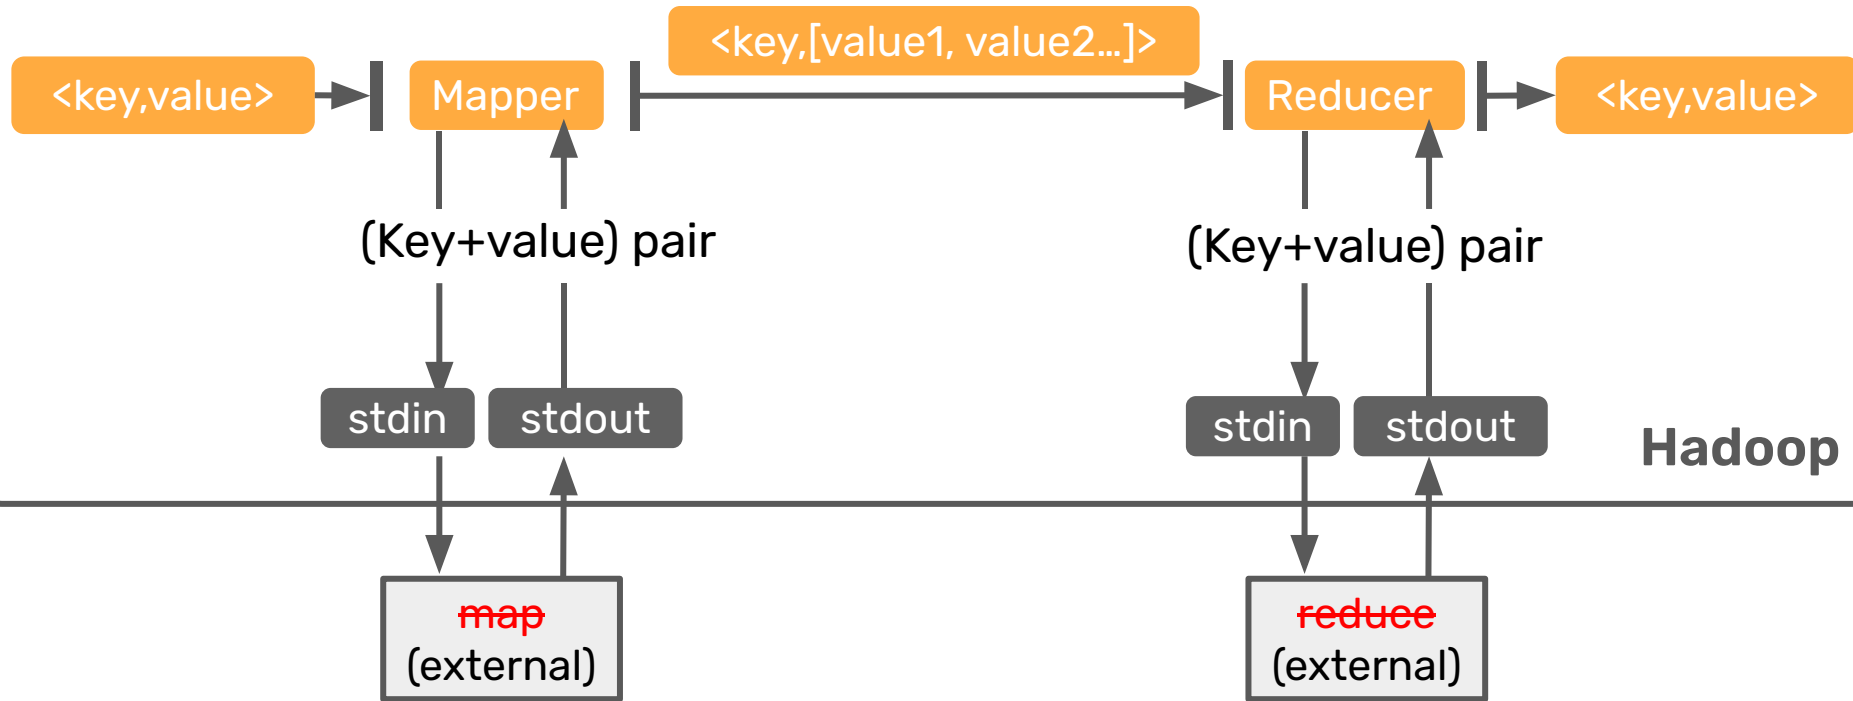 <key,[value1, value2...]>
<key,value>
Mapper
Reducer
<key,value>
(Key+value) pair
(Key+value) pair
stdin
stdout
stdin
stdout
Hadoop
map
(external)
reduce
(external)